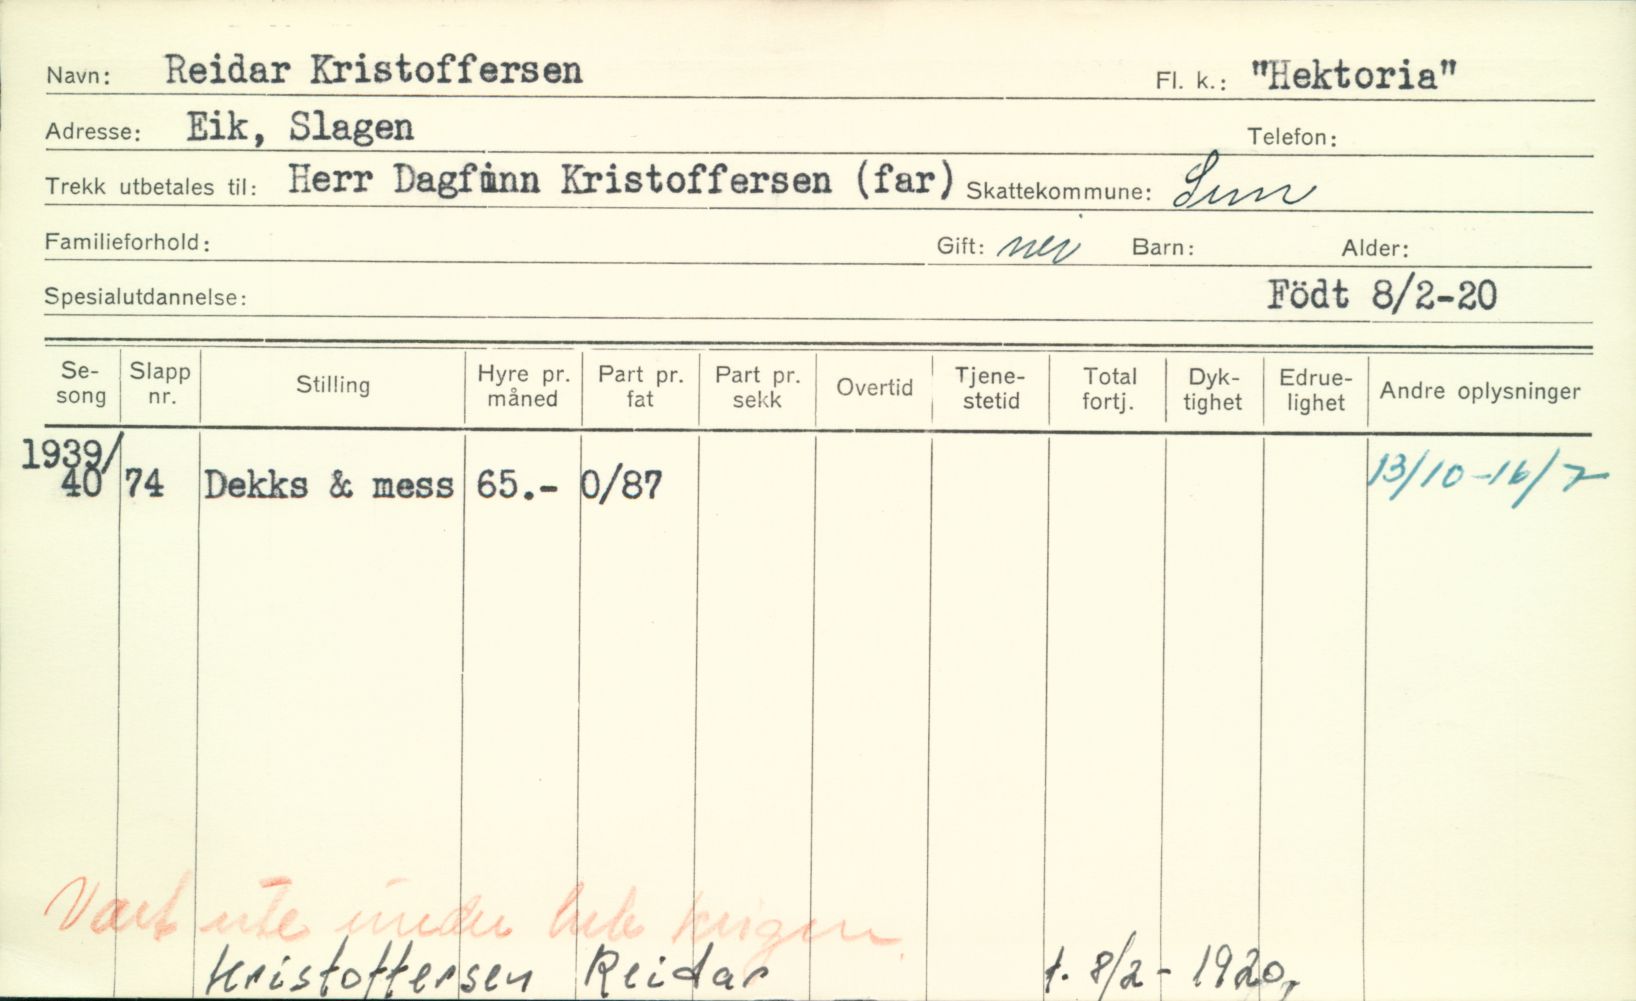 Navn: Reidar Kristoffersen Fl. k.: "Hektoria"
Adresse: Eik, Slagen Telefon:
Trekk utbetales til: Herr Dagfinn Kristoffersen (far) Skattekommune: Sem
Familieforhold: Gift: nei Barn: Alder:
Spesialutdannelse: Födt 8/2-20
Se-song Slapp nr. Stilling Hyre pr. måned Part pr. fat Part pr. sekk Overtid Tjene-stetid Total fortj. Dyk-tighet Edrue-lighet Andre oplysninger
1939/
40 74 Dekks & mess 65.- 0/87 13/10-16/7
Vært ute under hele krigen
Kristoffersen Reidar f. 8/2-1920,